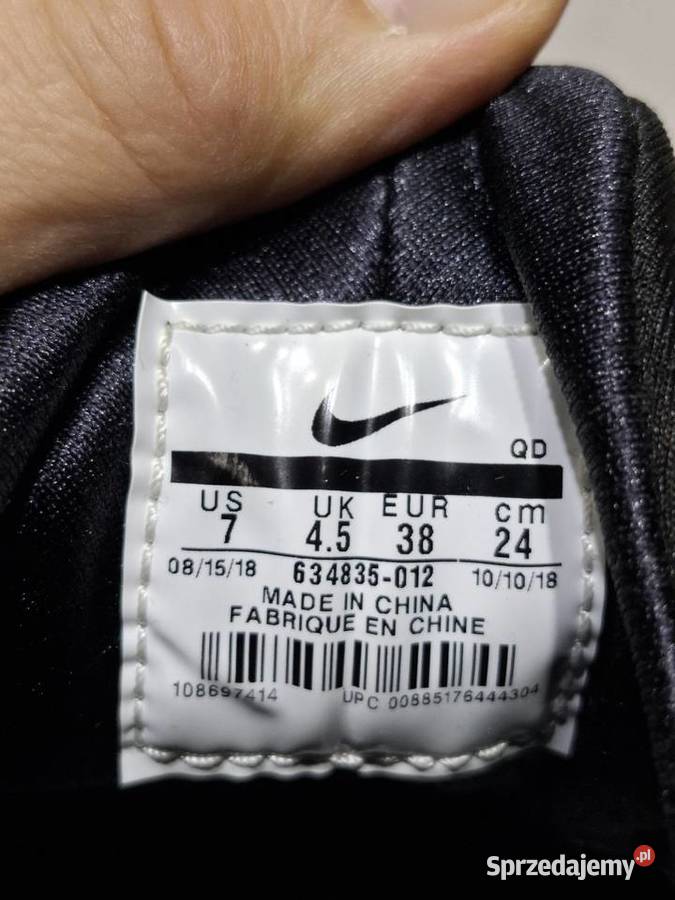 QD
US UK EUR cm
7 4.5 38 24
08/15/18 634835-012 10/10/18
MADE IN CHINA
FABRIQUE EN CHINE
108697414 UPC 00885176444304
Sprzedajemy.pl